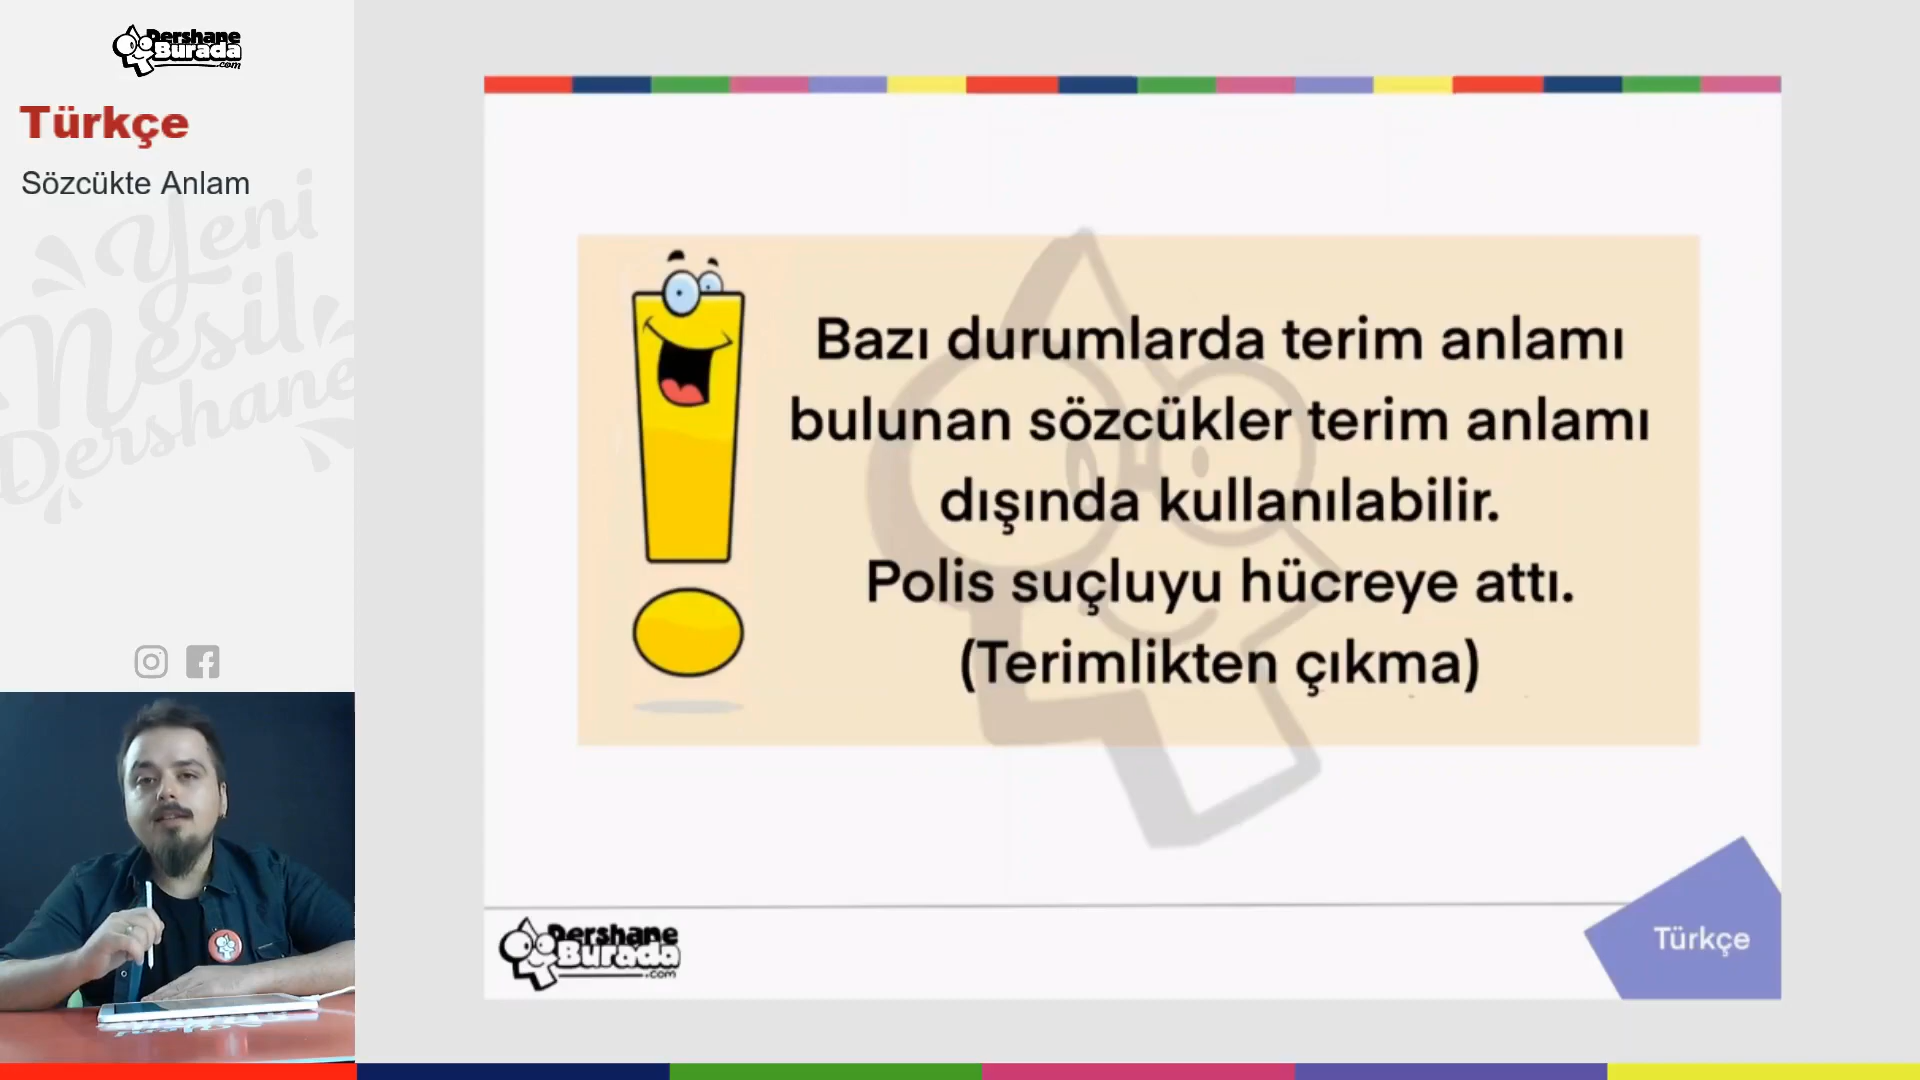 Dershane
Burada
.com
Türkçe
Sözcükte Anlam
Yeni
Nesil
Dershane
Bazı durumlarda terim anlamı
bulunan sözcükler terim anlamı
dışında kullanılabilir.
Polis suçluyu hücreye attı.
(Terimlikten çıkma)
Dershane
Burada
.com
Türkçe